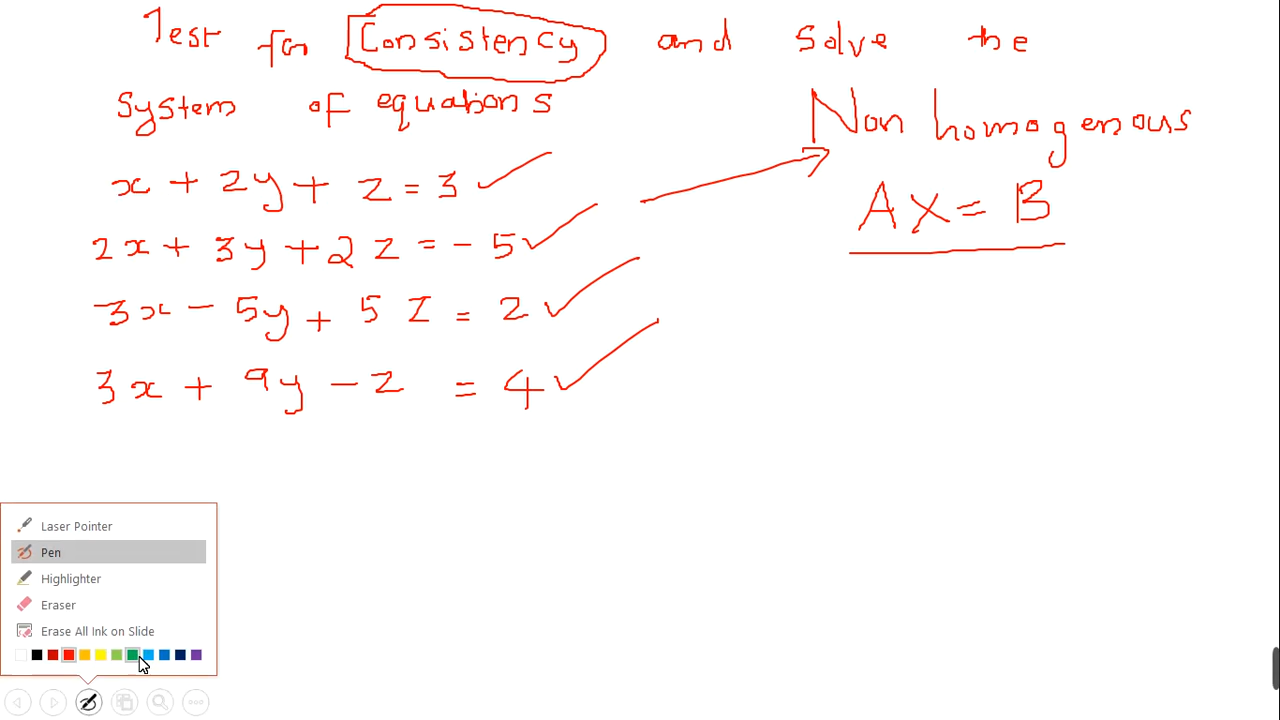 Test for Consistency and solve the
System of equations
Non homogenous
x + 2y + z = 3
AX = B
2x + 3y + 2z = - 5
3x - 5y + 5z = 2
3x + 9y - z = 4
Laser Pointer
Pen
Highlighter
Eraser
Erase All Ink on Slide